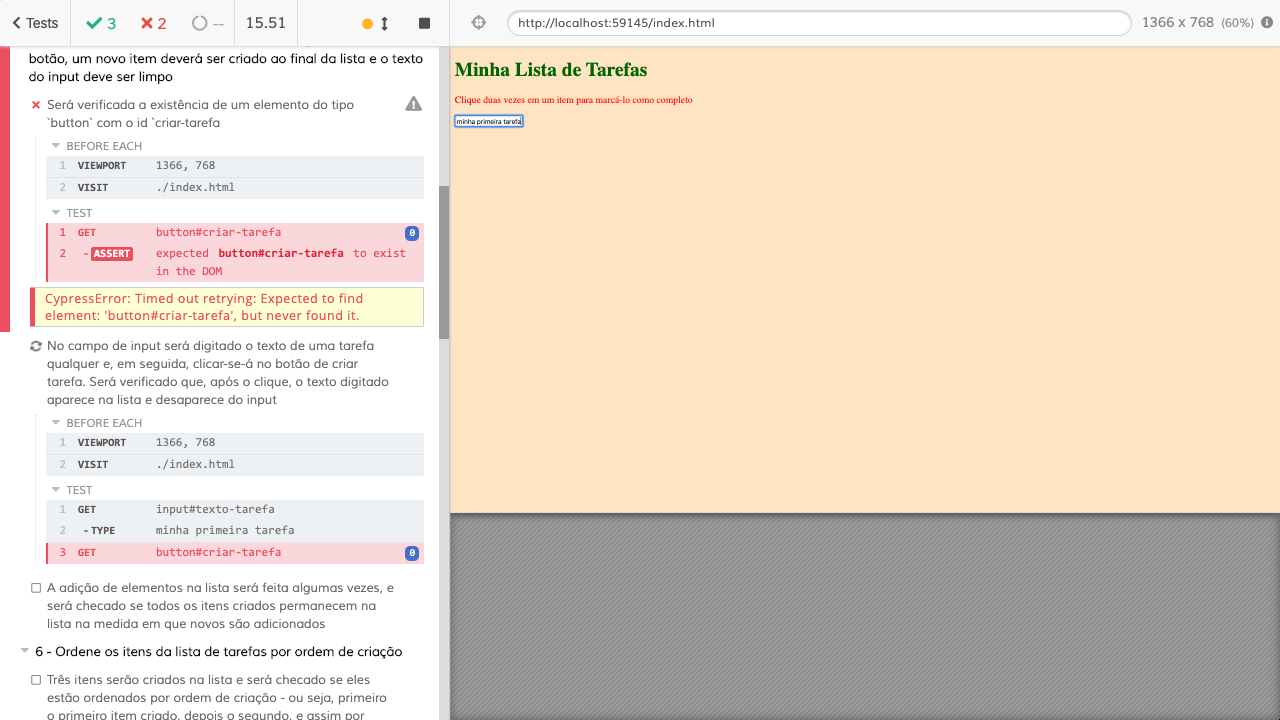 Tests 3 2 -- 15.51 http://localhost:59145/index.html 1366 x 768 (60%)
botão, um novo item deverá ser criado ao final da lista e o texto
do input deve ser limpo
Será verificada a existência de um elemento do tipo
`button` com o id `criar-tarefa
BEFORE EACH
1 VIEWPORT 1366, 768
2 VISIT ./index.html
TEST
1 GET button#criar-tarefa 0
2 -ASSERT expected button#criar-tarefa to exist
in the DOM
CypressError: Timed out retrying: Expected to find
element: 'button#criar-tarefa', but never found it.
No campo de input será digitado o texto de uma tarefa
qualquer e, em seguida, clicar-se-á no botão de criar
tarefa. Será verificado que, após o clique, o texto digitado
aparece na lista e desaparece do input
BEFORE EACH
1 VIEWPORT 1366, 768
2 VISIT ./index.html
TEST
1 GET input#texto-tarefa
2 -TYPE minha primeira tarefa
3 GET button#criar-tarefa 0
A adição de elementos na lista será feita algumas vezes, e
será checado se todos os itens criados permanecem na
lista na medida em que novos são adicionados
6 - Ordene os itens da lista de tarefas por ordem de criação
Três itens serão criados na lista e será checado se eles
estão ordenados por ordem de criação - ou seja, primeiro
o primeiro item criado, depois o segundo, e assim por
Minha Lista de Tarefas
Clique duas vezes em um item para marcá-lo como completo
minha primeira tarefa